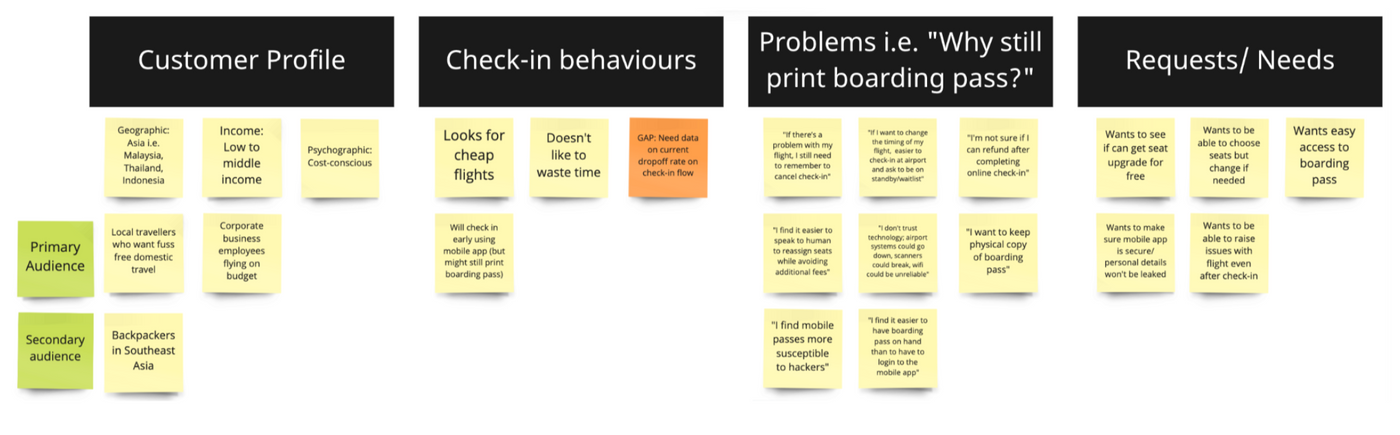 Customer Profile
Check-in behaviours
Problems i.e. "Why still
print boarding pass?"
Requests/ Needs
Geographic:
Asia i.e.
Malaysia,
Thailand,
Indonesia
Income:
Low to
middle
income
Psychographic:
Cost-conscious
Primary
Audience
Local travellers
who want fuss
free domestic
travel
Corporate
business
employees
flying on
budget
Secondary
audience
Backpackers
in Southeast
Asia
Looks for
cheap
flights
Doesn't
like to
waste time
GAP: Need data
on current
dropoff rate on
check-in flow
Will check in
early using
mobile app (but
might still print
boarding pass)
"If there's a
problem with my
flight, I still need
to remember to
cancel check-in"
"If I want to change
the timing of my
flight, easier to
check-in at airport
and ask to be on
standby/waitlist"
"I'm not sure if I
can refund after
completing
online check-in"
"I find it easier to
speak to human
to reassign seats
while avoiding
additional fees"
"I don't trust
technology; airport
systems could go
down, scanners
could break, wifi
could be unreliable"
"I want to keep
physical copy
of boarding
pass"
"I find mobile
passes more
susceptible
to hackers"
"I find it easier to
have boarding
pass on hand
than to have to
login to the
mobile app"
Wants to see
if can get seat
upgrade for
free
Wants to be
able to choose
seats but
change if
needed
Wants easy
access to
boarding
pass
Wants to make
sure mobile app
is secure/
personal details
won't be leaked
Wants to be
able to raise
issues with
flight even
after check-in